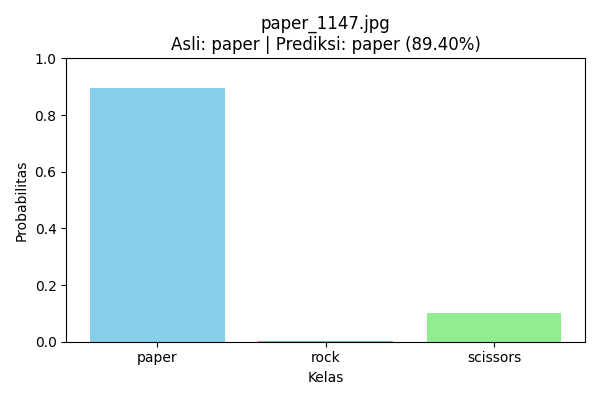 paper_1147.jpg
Asli: paper | Prediksi: paper (89.40%)
Probabilitas
1.0
0.8
0.6
0.4
0.2
0.0
paper rock scissors
Kelas